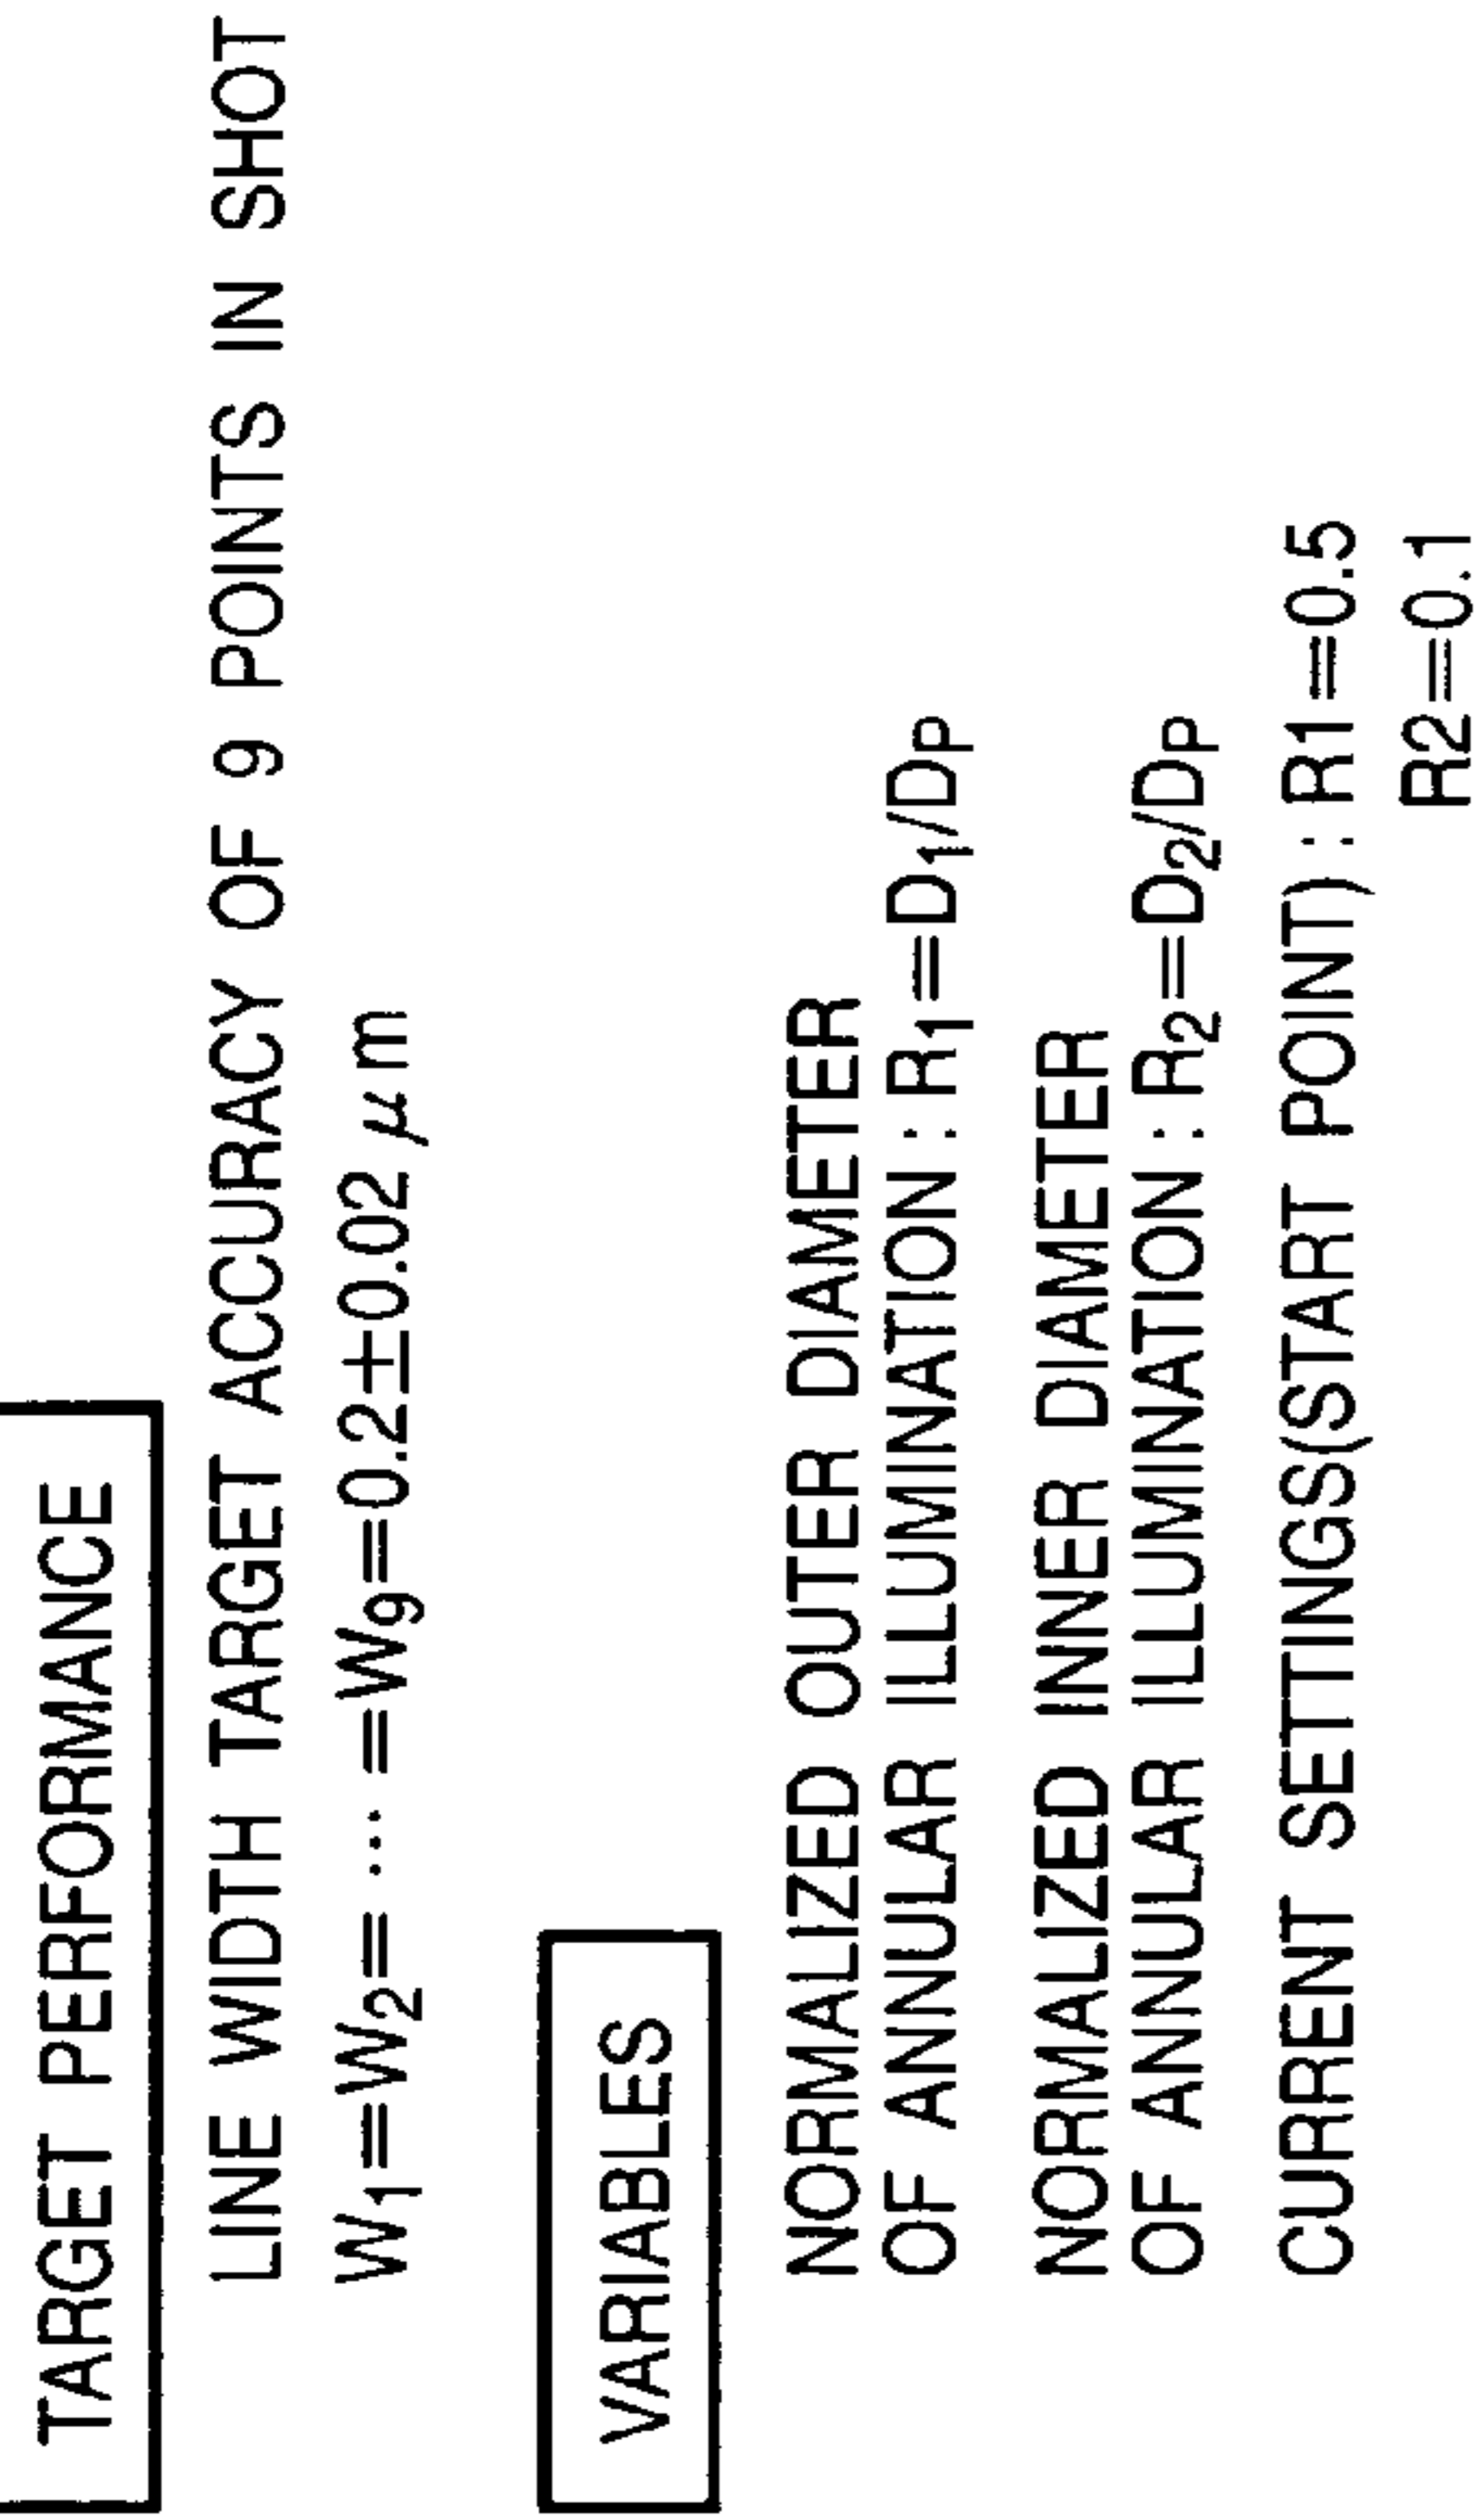 TARGET PERFORMANCE
LINE WIDTH TARGET ACCURACY OF 9 POINTS IN SHOT
W₁=W₂= ··· =W₉=0.2±0.02μm
VARIABLES
NORMALIZED OUTER DIAMETER
OF ANNULAR ILLUMINATION : R₁=D₁/Dₚ
NORMALIZED INNER DIAMETER
OF ANNULAR ILLUMINATION : R₂=D₂/Dₚ
CURRENT SETTINGS(START POINT) : R1=0.5
R2=0.1